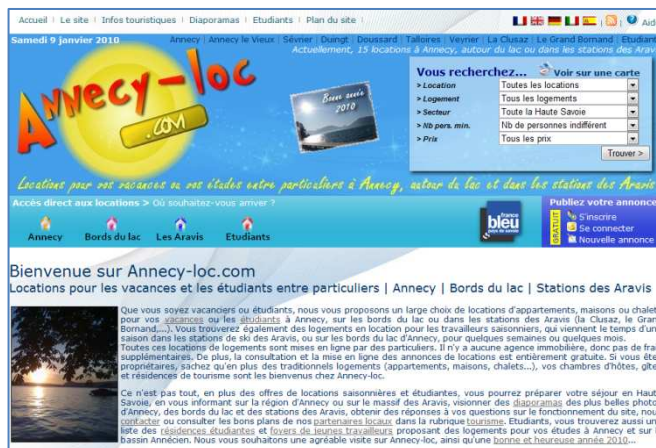 Accueil | Le site | Infos touristiques | Diaporamas | Etudiants | Plan du site |
Samedi 9 janvier 2010
Annecy | Annecy le Vieux | Sévrier | Duingt | Doussard | Talloires | Veyrier | La Clusaz | Le Grand Bornand | Etudiant
Actuellement, 15 locations à Annecy, autour du lac ou dans les stations des Arav
Annecy-loc
.com
Bonne année
2010
Vous recherchez... Voir sur une carte
> Location Toutes les locations
> Logement Tous les logements
> Secteur Toute la Haute Savoie
> Nb pers. min. Nb de personnes indifférent
> Prix Tous les prix
Trouver >
Locations pour vos vacances ou vos études entre particuliers à Annecy, autour du lac et dans les stations des Aravis
Accès direct aux locations > Où souhaitez-vous arriver ?
Annecy Bords du lac Les Aravis Etudiants
france
bleu
pays de savoie
Publiez votre annonce
GRATUIT
S'inscrire
Se connecter
Nouvelle annonce
Bienvenue sur Annecy-loc.com
Locations pour les vacances et les étudiants entre particuliers | Annecy | Bords du lac | Stations des Aravis
Que vous soyez vacanciers ou étudiants, nous vous proposons un large choix de locations d'appartements, maisons ou chalet
pour vos vacances ou les étudiants à Annecy, sur les bords du lac ou dans les stations des Aravis (la Clusaz, le Gran
Bornand,...). Vous trouverez également des logements en location pour les travailleurs saisonniers, qui viennent le temps d'un
saison dans les stations de ski des Aravis, ou sur les bords du lac d'Annecy, pour quelques semaines ou quelques mois.
Toutes ces locations de logements sont mises en ligne par des particuliers. Il n'y a aucune agence immobilière, donc pas de frai
supplémentaires. De plus, la consultation et la mise en ligne des annonces de locations est entièrement gratuite. Si vous ête
propriétaires, sachez qu'en plus des traditionnels logements (appartements, maisons, chalets...), vos chambres d'hôtes, gîte
et résidences de tourisme sont les bienvenus chez Annecy-loc.
Ce n'est pas tout, en plus des offres de locations saisonnières et étudiantes, vous pourrez préparer votre séjour en Haut
Savoie, en vous informant sur la région d'Annecy ou sur le massif des Aravis, visionner des diaporamas des plus belles photo
d'Annecy, des bords du lac et des stations des Aravis, obtenir des réponses à vos questions sur le fonctionnement du site, nou
contacter ou consulter les bons plans de nos partenaires locaux dans la rubrique tourisme. Etudiants, vous trouverez aussi un
liste des résidences étudiantes et foyers de jeunes travailleurs proposant des logements pour vos études à Annecy et sur l
bassin Annécien. Nous vous souhaitons une agréable visite sur Annecy-loc, ainsi qu'une bonne et heureuse année 2010...